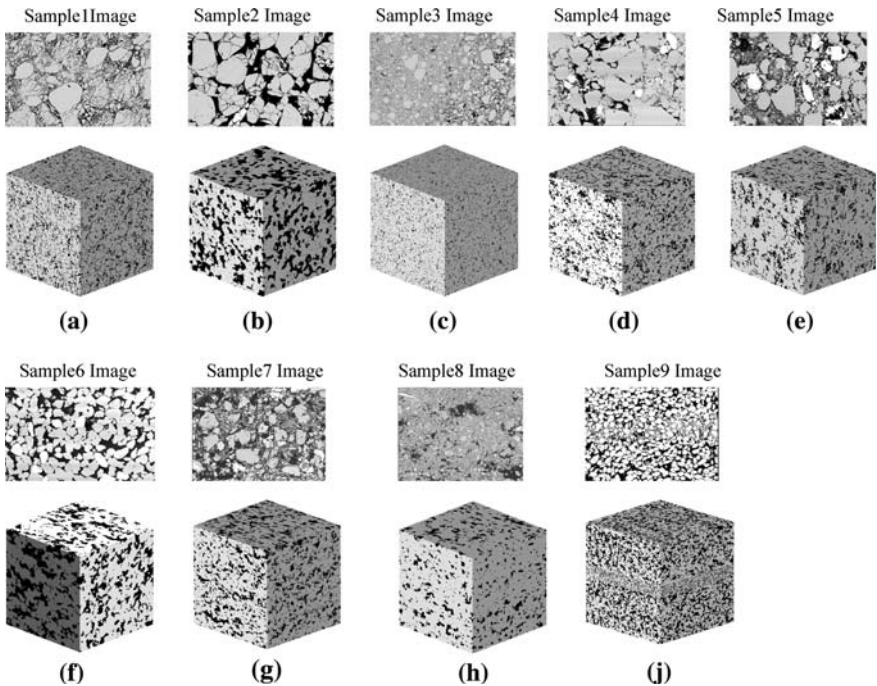 Sample1Image
Sample2 Image
Sample3 Image
Sample4 Image
Sample5 Image
(a)
(b)
(c)
(d)
(e)
Sample6 Image
Sample7 Image
Sample8 Image
Sample9 Image
(f)
(g)
(h)
(j)